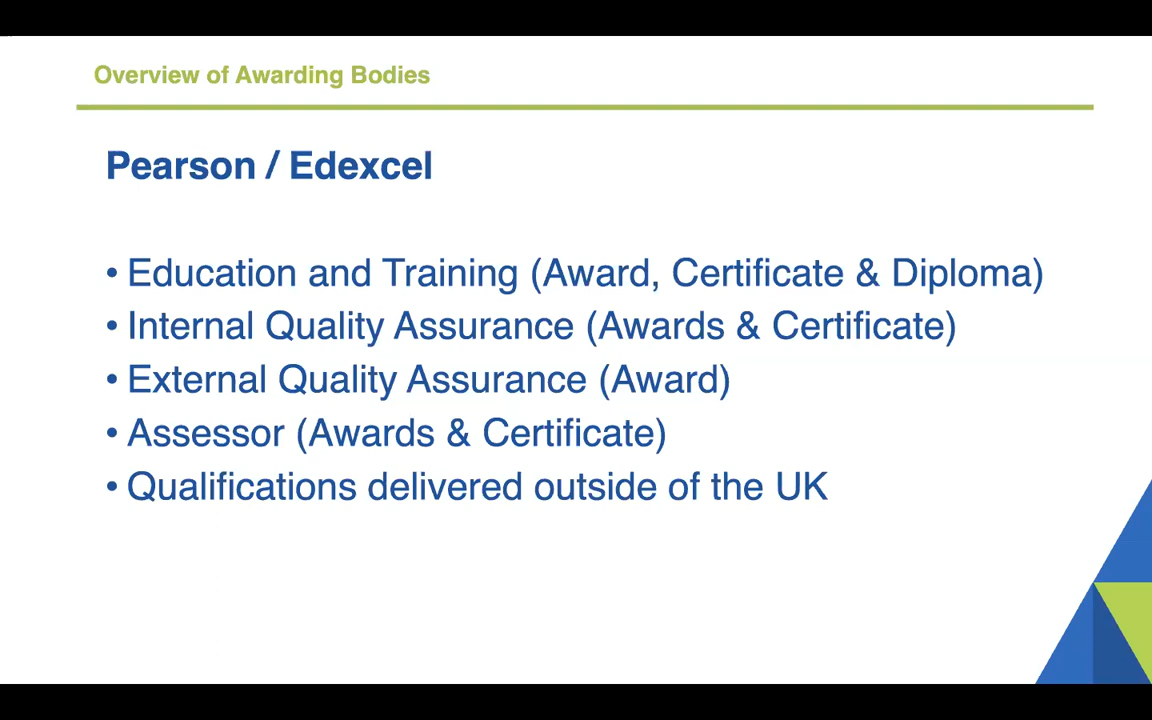 Overview of Awarding Bodies
Pearson / Edexcel
• Education and Training (Award, Certificate & Diploma)
• Internal Quality Assurance (Awards & Certificate)
• External Quality Assurance (Award)
• Assessor (Awards & Certificate)
• Qualifications delivered outside of the UK